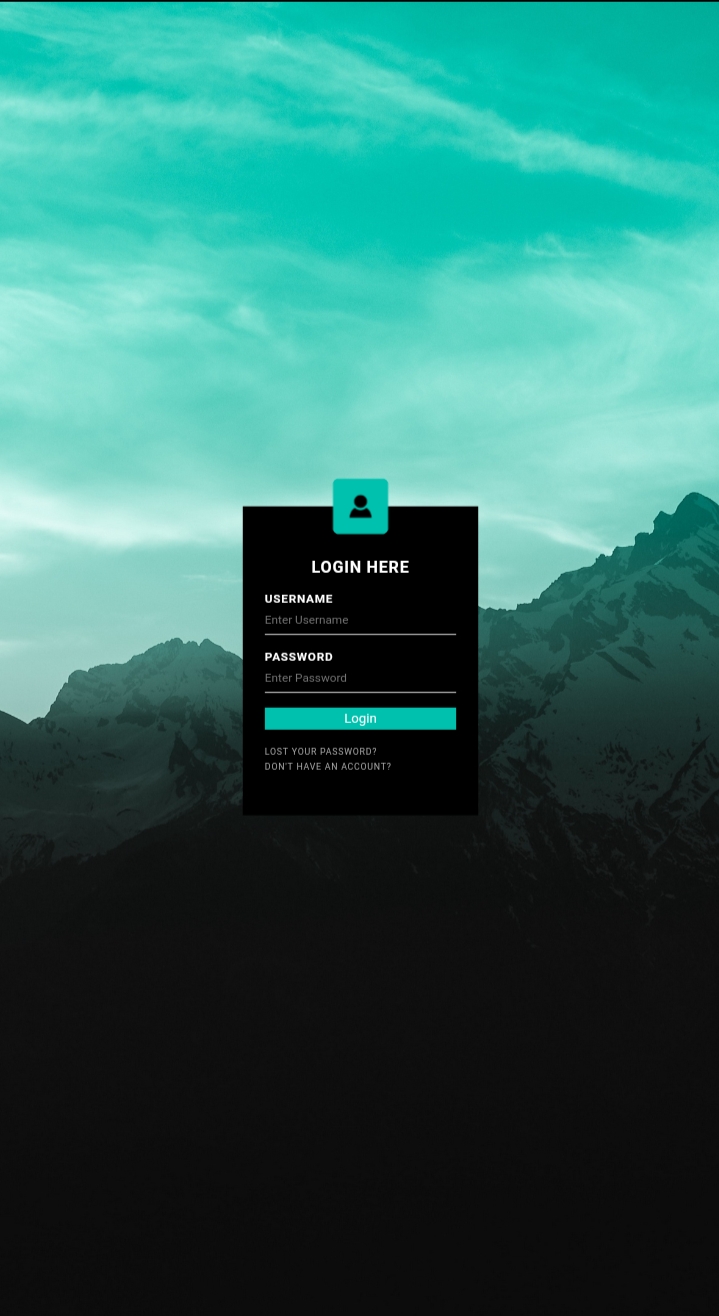 LOGIN HERE
USERNAME
Enter Username
PASSWORD
Enter Password
Login
LOST YOUR PASSWORD?
DON'T HAVE AN ACCOUNT?